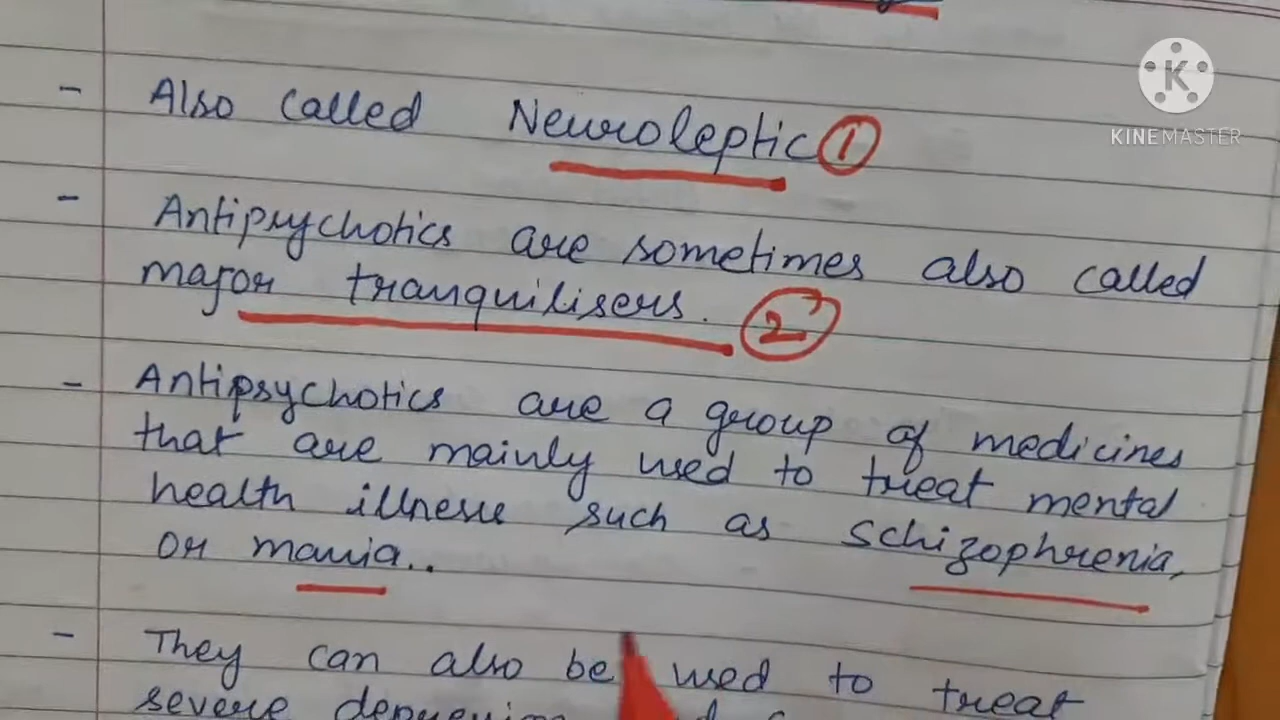 - Also called Neuroleptic ①
- Antipsychotics are sometimes also called
major tranquilisers. ②
- Antipsychotics are a group of medicines
that are mainly used to treat mental
health illness such as schizophrenia,
or mania..
- They can also be used to treat
severe
K
KINEMASTER